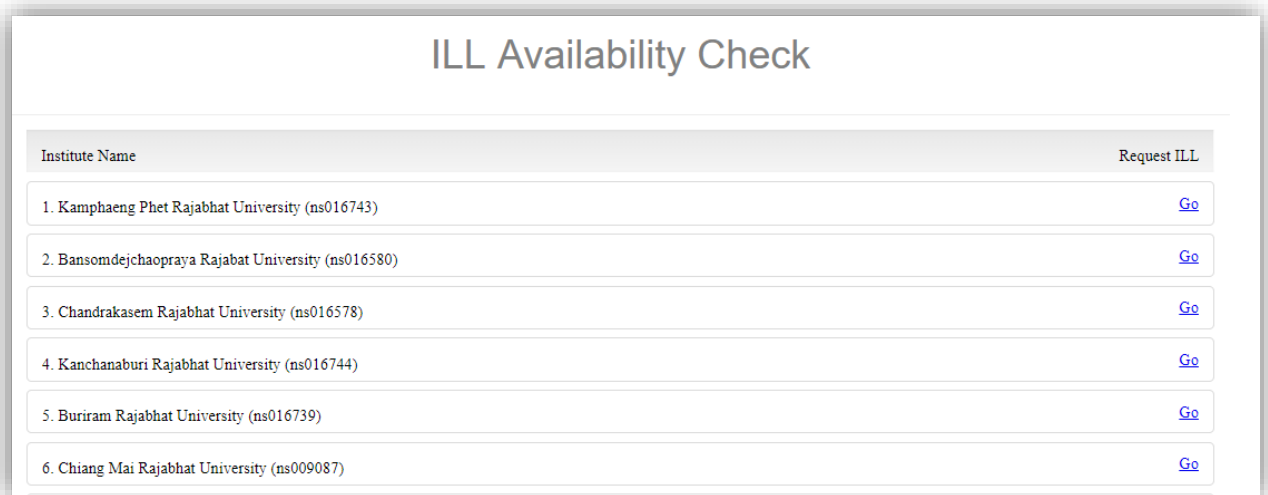 ILL Availability Check
Institute Name Request ILL
1. Kamphaeng Phet Rajabhat University (ns016743) Go
2. Bansomdejchaopraya Rajabat University (ns016580) Go
3. Chandrakasem Rajabhat University (ns016578) Go
4. Kanchanaburi Rajabhat University (ns016744) Go
5. Buriram Rajabhat University (ns016739) Go
6. Chiang Mai Rajabhat University (ns009087) Go